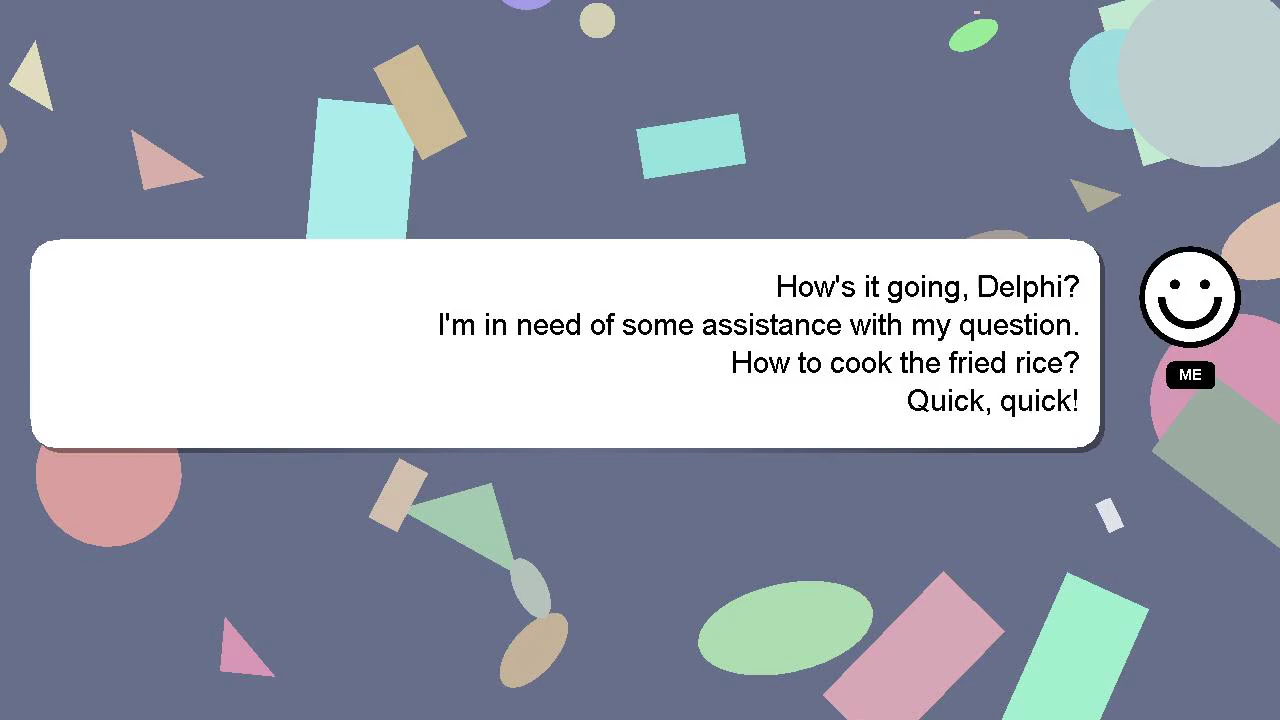 How's it going, Delphi?
I'm in need of some assistance with my question.
How to cook the fried rice?
Quick, quick!
ME